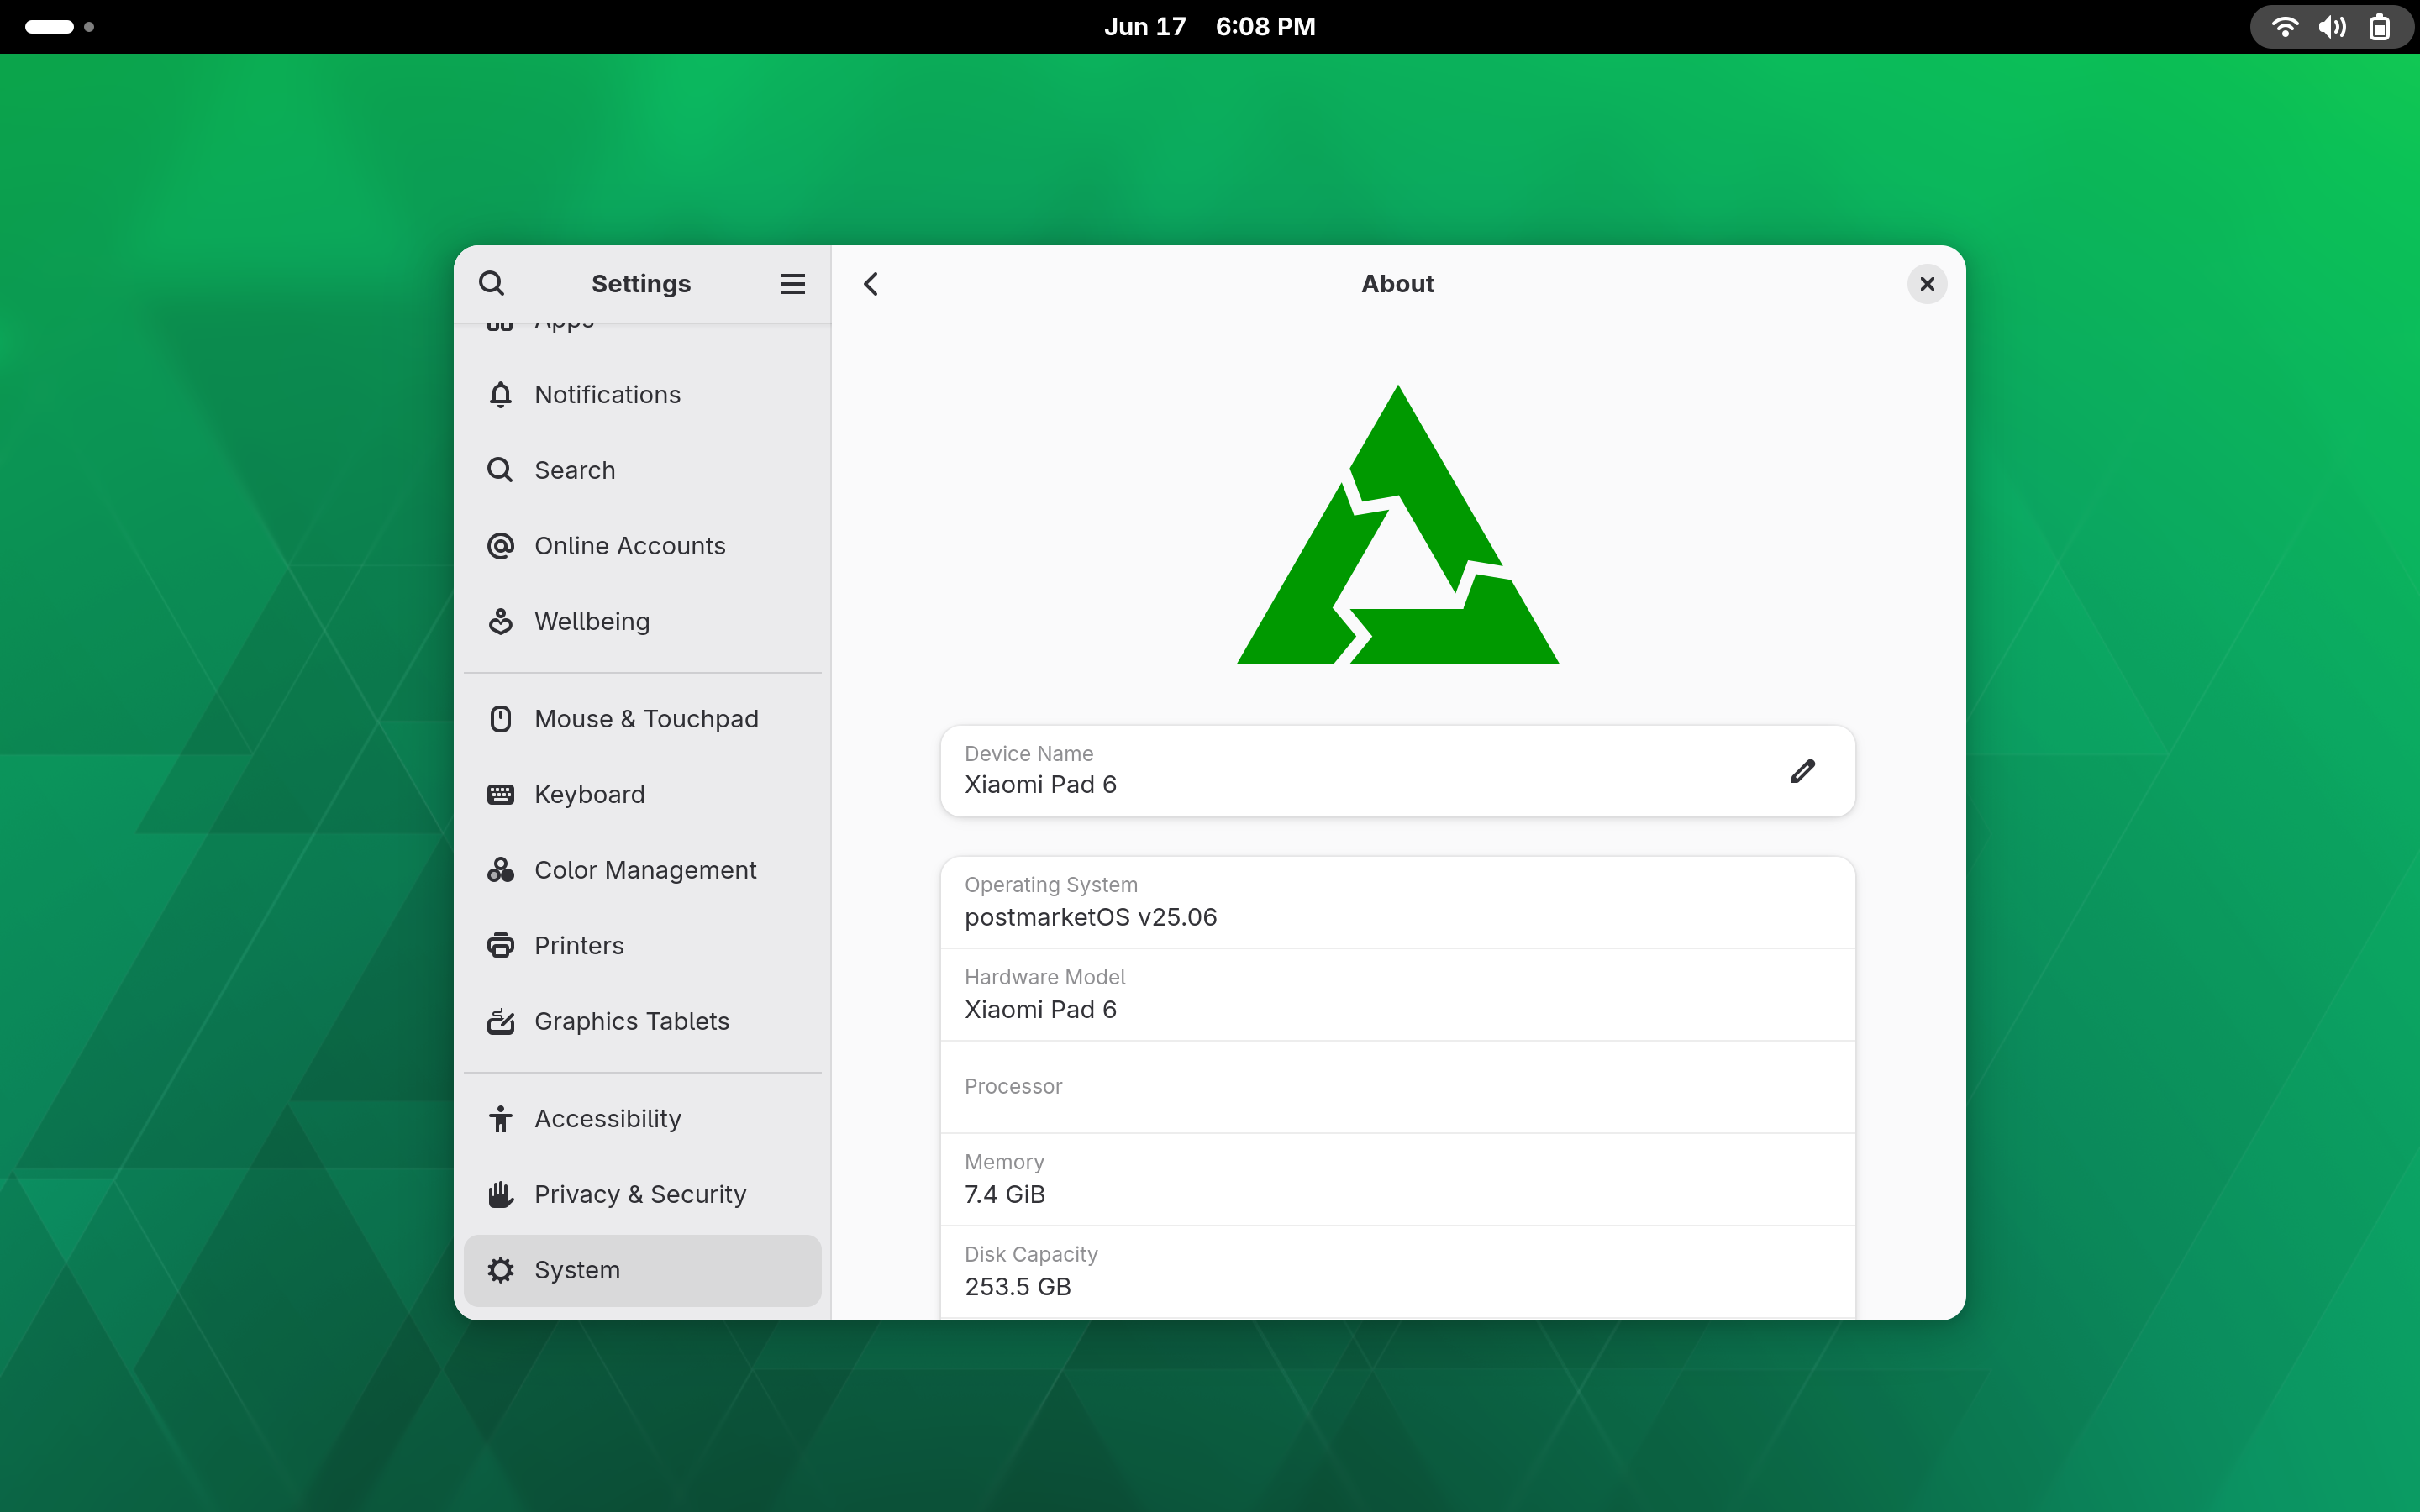 Jun 17 6:08 PM
Settings
Apps
Notifications
Search
Online Accounts
Wellbeing
Mouse & Touchpad
Keyboard
Color Management
Printers
Graphics Tablets
Accessibility
Privacy & Security
System
About
Device Name
Xiaomi Pad 6
Operating System
postmarketOS v25.06
Hardware Model
Xiaomi Pad 6
Processor
Memory
7.4 GiB
Disk Capacity
253.5 GB